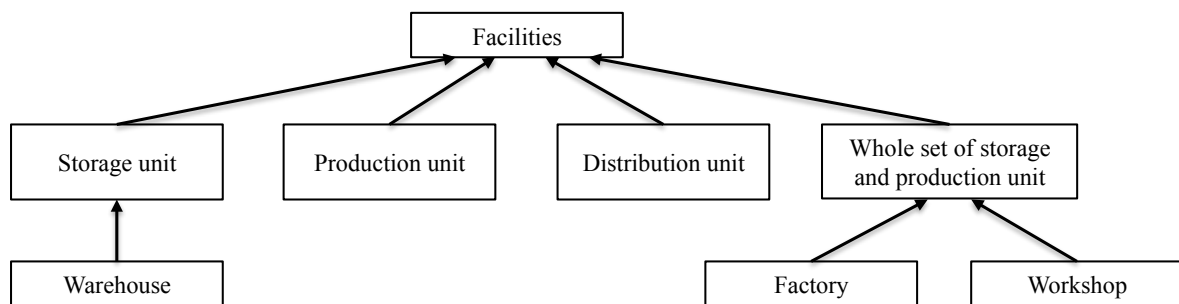 Facilities
Storage unit
Production unit
Distribution unit
Whole set of storage
and production unit
Warehouse
Factory
Workshop